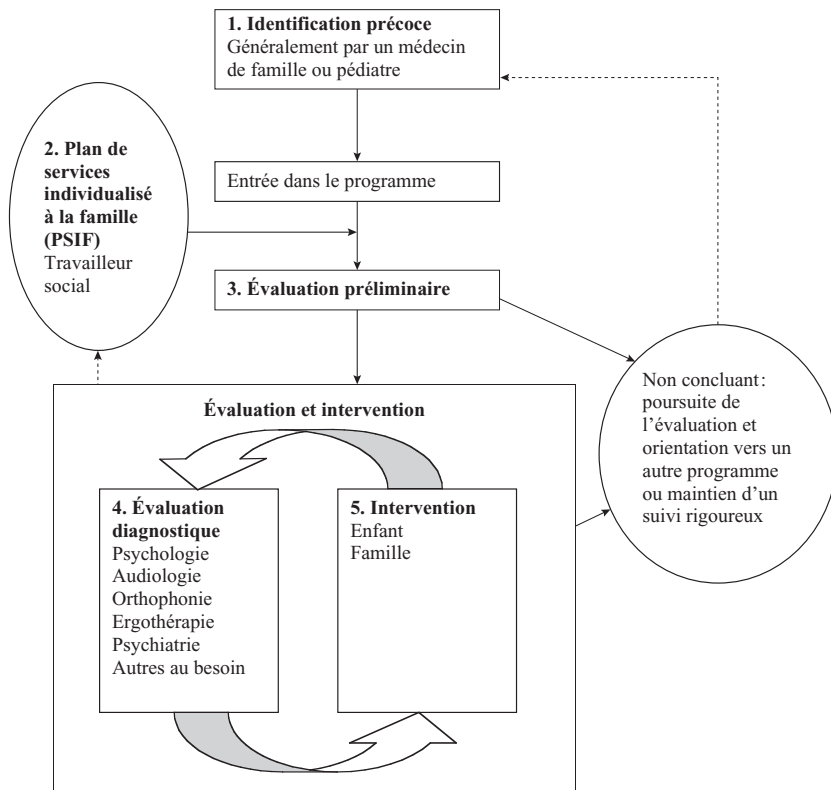 1. Identification précoce
Généralement par un médecin
de famille ou pédiatre
2. Plan de
services
individualisé
à la famille
(PSIF)
Travailleur
social
Entrée dans le programme
3. Évaluation préliminaire
Non concluant :
poursuite de
l’évaluation et
orientation vers un
autre programme
ou maintien d’un
suivi rigoureux
Évaluation et intervention
4. Évaluation
diagnostique
Psychologie
Audiologie
Orthophonie
Ergothérapie
Psychiatrie
Autres au besoin
5. Intervention
Enfant
Famille